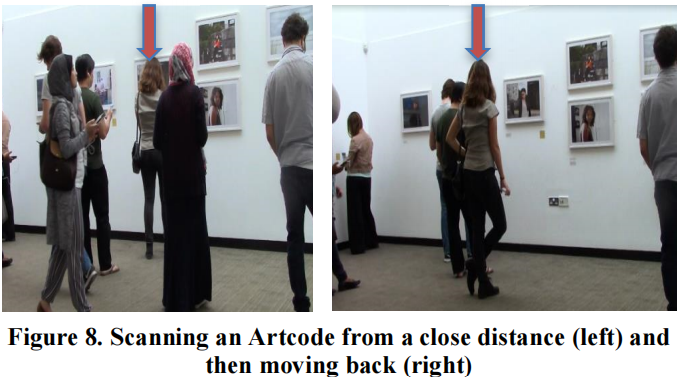 Figure 8. Scanning an Artcode from a close distance (left) and
then moving back (right)